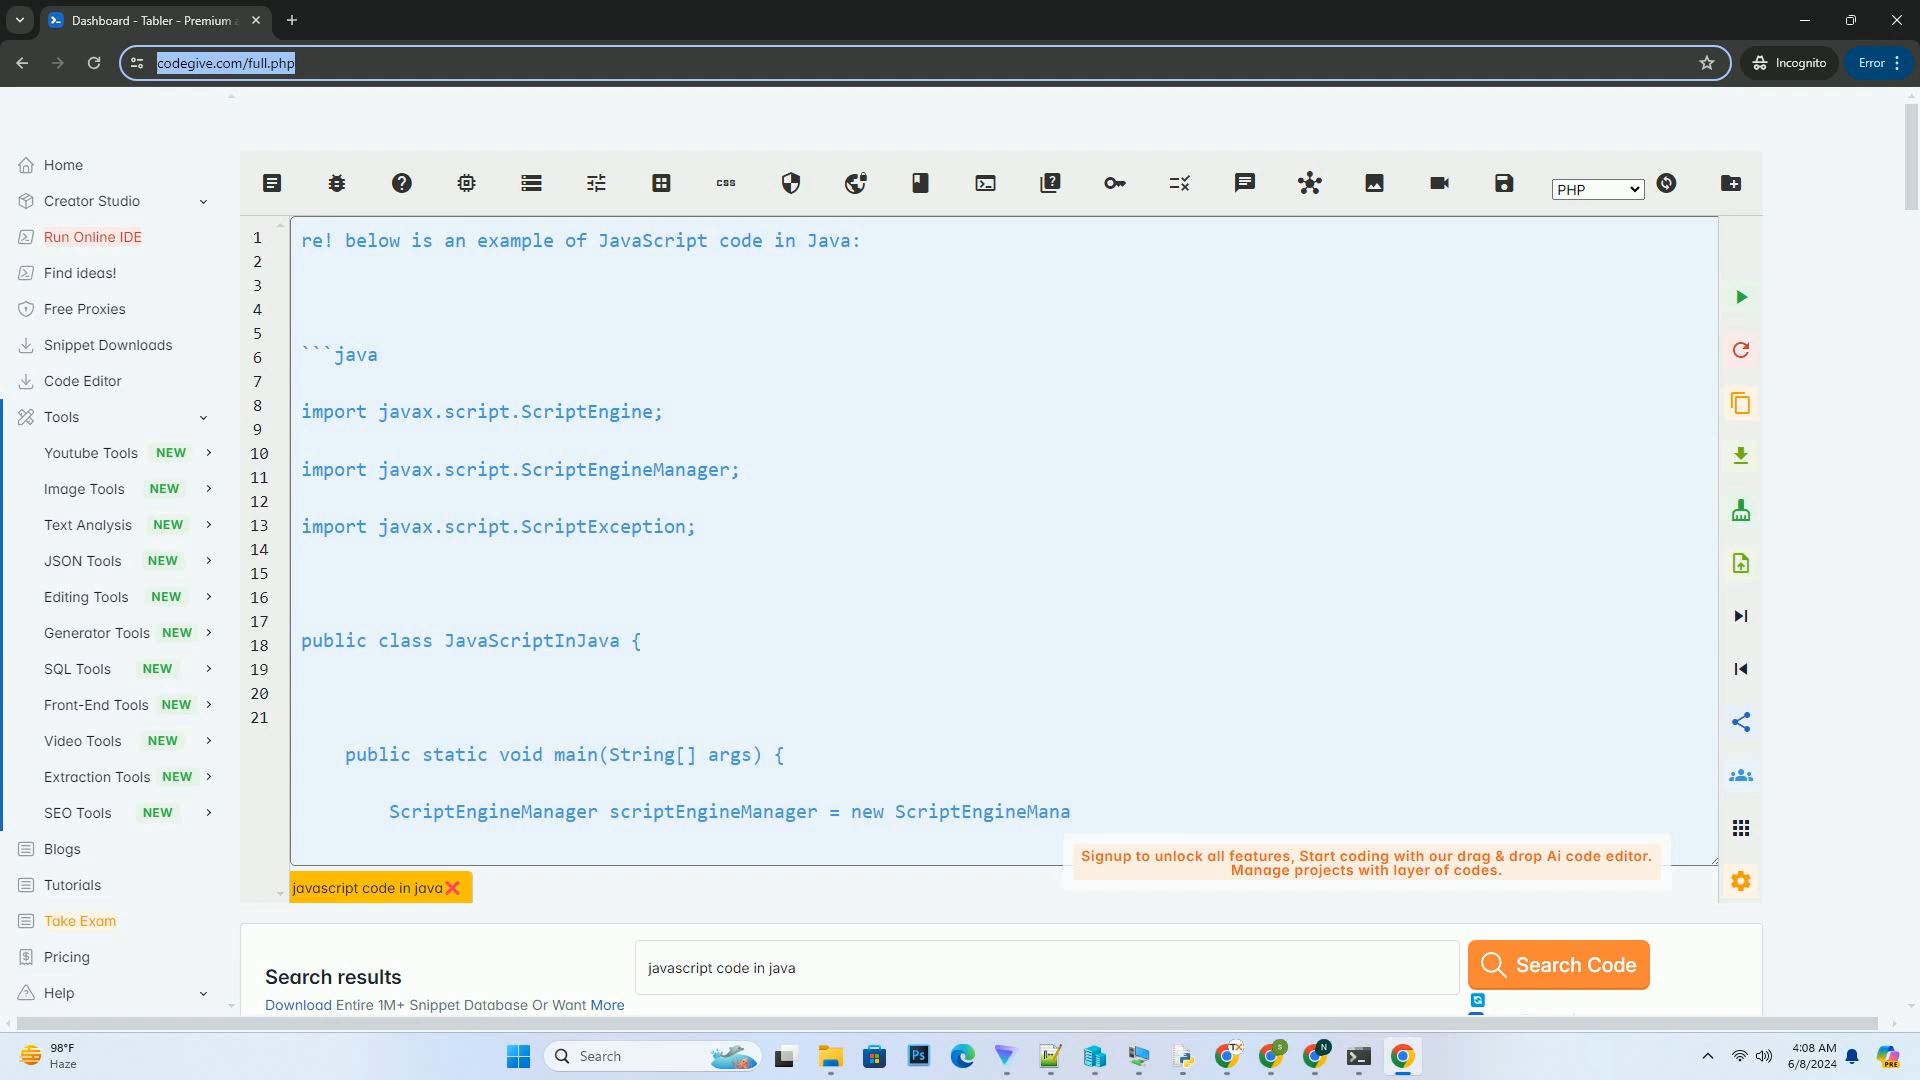 Dashboard - Tabler - Premium
codegive.com/full.php
Incognito
Error
Home
Creator Studio
Run Online IDE
Find ideas!
Free Proxies
Snippet Downloads
Code Editor
Tools
Youtube Tools NEW
Image Tools NEW
Text Analysis NEW
JSON Tools NEW
Editing Tools NEW
Generator Tools NEW
SQL Tools NEW
Front-End Tools NEW
Video Tools NEW
Extraction Tools NEW
SEO Tools NEW
Blogs
Tutorials
Take Exam
Pricing
Help
css
PHP
1
2
3
4
5
6
7
8
9
10
11
12
13
14
15
16
17
18
19
20
21
re! below is an example of JavaScript code in Java:
```java
import javax.script.ScriptEngine;
import javax.script.ScriptEngineManager;
import javax.script.ScriptException;
public class JavaScriptInJava {
public static void main(String[] args) {
ScriptEngineManager scriptEngineManager = new ScriptEngineMana
Signup to unlock all features, Start coding with our drag & drop Ai code editor.
Manage projects with layer of codes.
javascript code in java
Search results
javascript code in java
Search Code
Download Entire 1M+ Snippet Database Or Want More
98°F
Haze
Search
4:08 AM
6/8/2024